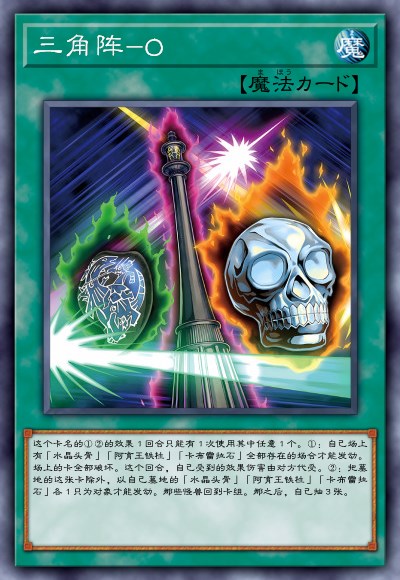 三角阵-O
魔
【魔法カード】
ま ほう
这个卡名的①②的效果1回合只能有1次使用其中任意1个。①:自己场上
有「水晶头骨」「阿育王铁柱」「卡布雷拉石」全部存在的场合才能发动。
场上的卡全部破坏。这个回合,自己受到的效果伤害由对方代受。②:把墓
地的这张卡除外,以自己墓地的「水晶头骨」「阿育王铁柱」「卡布雷拉
石」各1只为对象才能发动。那些怪兽回到卡组。那之后,自己抽3张。